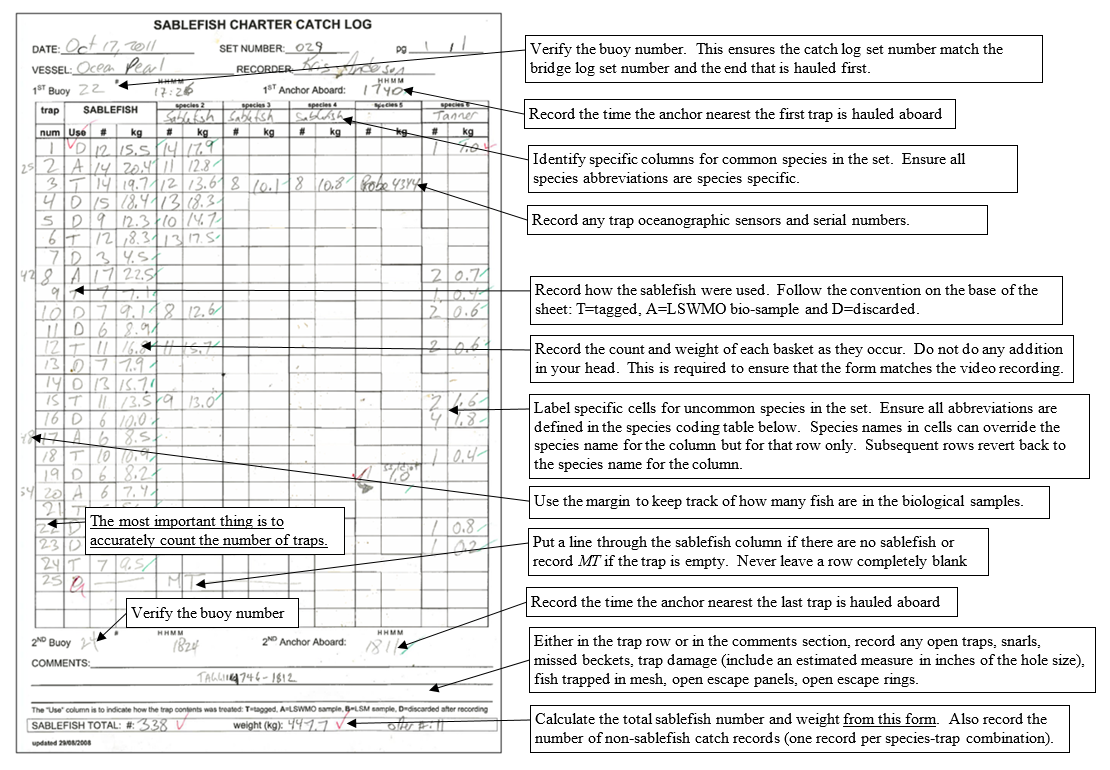 SABLEFISH CHARTER CATCH LOG
DATE: Oct 17, 2011 SET NUMBER: 029 pg 1 / 1
VESSEL: Ocean Pearl RECORDER: Kris Anderson
# HHMM HHMM
1ST Buoy 22 17:26 1ST Anchor Aboard: 1740
trap SABLEFISH species 2 species 3 species 4 species 5 species 6
Sablefish Sablefish Sablefish Tanner
num Use # kg # kg # kg # kg # kg # kg
1 D 12 15.5 14 17.9 1 7.0
25 2 A 14 20.4 11 12.8
3 T 14 19.7 12 13.6 8 10.1 8 10.8 Probe 4344
4 D 15 18.4 13 18.3
5 D 9 12.3 10 14.7
6 T 12 18.3 13 17.5
7 D 3 4.5
42 8 A 17 22.5 2 0.7
9 T 7 7.1 1 0.4
10 D 7 9.1 8 12.6 2 0.6
11 D 6 8.9
12 T 11 16.8 11 15.7 2 0.6
13 D 7 7.9
14 D 13 15.7
15 T 11 13.5 9 13.0 2 1.6
16 D 6 10.0 4 1.8
48 17 A 6 8.5
18 T 10 10.9 1 0.4
19 D 6 8.2 1 1.0
54 20 A 6 7.4
21 T
22 D 1 0.8
23 D 1 0.2
24 T 7 9.5
25 D MT
# HHMM HHMM
2ND Buoy 24 1824 2ND Anchor Aboard: 1811
COMMENTS:
TAGGING 1746-1812
The "Use" column is to indicate how the trap contents was treated: T=tagged, A=LSWMO sample, B=LSM sample, D=discarded after recording
SABLEFISH TOTAL: #: 338 weight (kg): 447.7 other #: 11
updated 29/08/2008
Verify the buoy number. This ensures the catch log set number match the
bridge log set number and the end that is hauled first.
Record the time the anchor nearest the first trap is hauled aboard
Identify specific columns for common species in the set. Ensure all
species abbreviations are species specific.
Record any trap oceanographic sensors and serial numbers.
Record how the sablefish were used. Follow the convention on the base of the
sheet: T=tagged, A=LSWMO bio-sample and D=discarded.
Record the count and weight of each basket as they occur. Do not do any addition
in your head. This is required to ensure that the form matches the video recording.
Label specific cells for uncommon species in the set. Ensure all abbreviations are
defined in the species coding table below. Species names in cells can override the
species name for the column but for that row only. Subsequent rows revert back to
the species name for the column.
Use the margin to keep track of how many fish are in the biological samples.
The most important thing is to
accurately count the number of traps.
Put a line through the sablefish column if there are no sablefish or
record MT if the trap is empty. Never leave a row completely blank
Verify the buoy number
Record the time the anchor nearest the last trap is hauled aboard
Either in the trap row or in the comments section, record any open traps, snarls,
missed beckets, trap damage (include an estimated measure in inches of the hole size),
fish trapped in mesh, open escape panels, open escape rings.
Calculate the total sablefish number and weight from this form. Also record the
number of non-sablefish catch records (one record per species-trap combination).